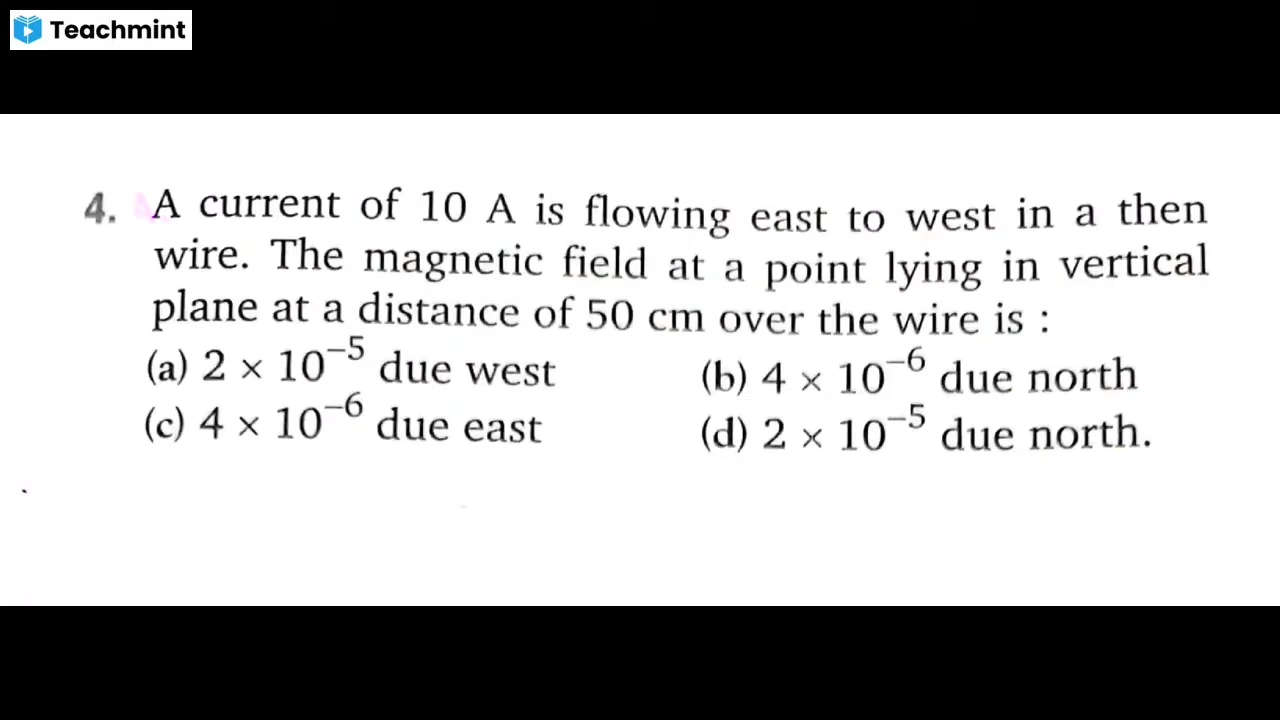 Teachmint
4. A current of 10 A is flowing east to west in a then
wire. The magnetic field at a point lying in vertical
plane at a distance of 50 cm over the wire is :
(a) 2 × 10⁻⁵ due west (b) 4 × 10⁻⁶ due north
(c) 4 × 10⁻⁶ due east (d) 2 × 10⁻⁵ due north.